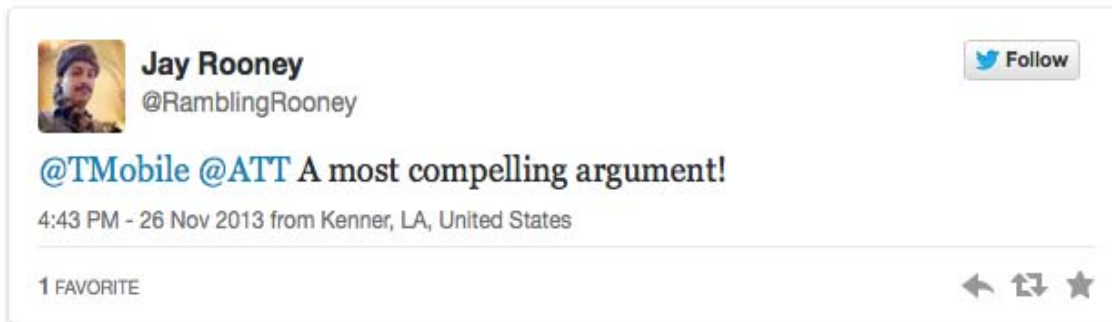 Jay Rooney
Follow
@RamblingRooney
@TMobile @ATT A most compelling argument!
4:43 PM - 26 Nov 2013 from Kenner, LA, United States
1 FAVORITE